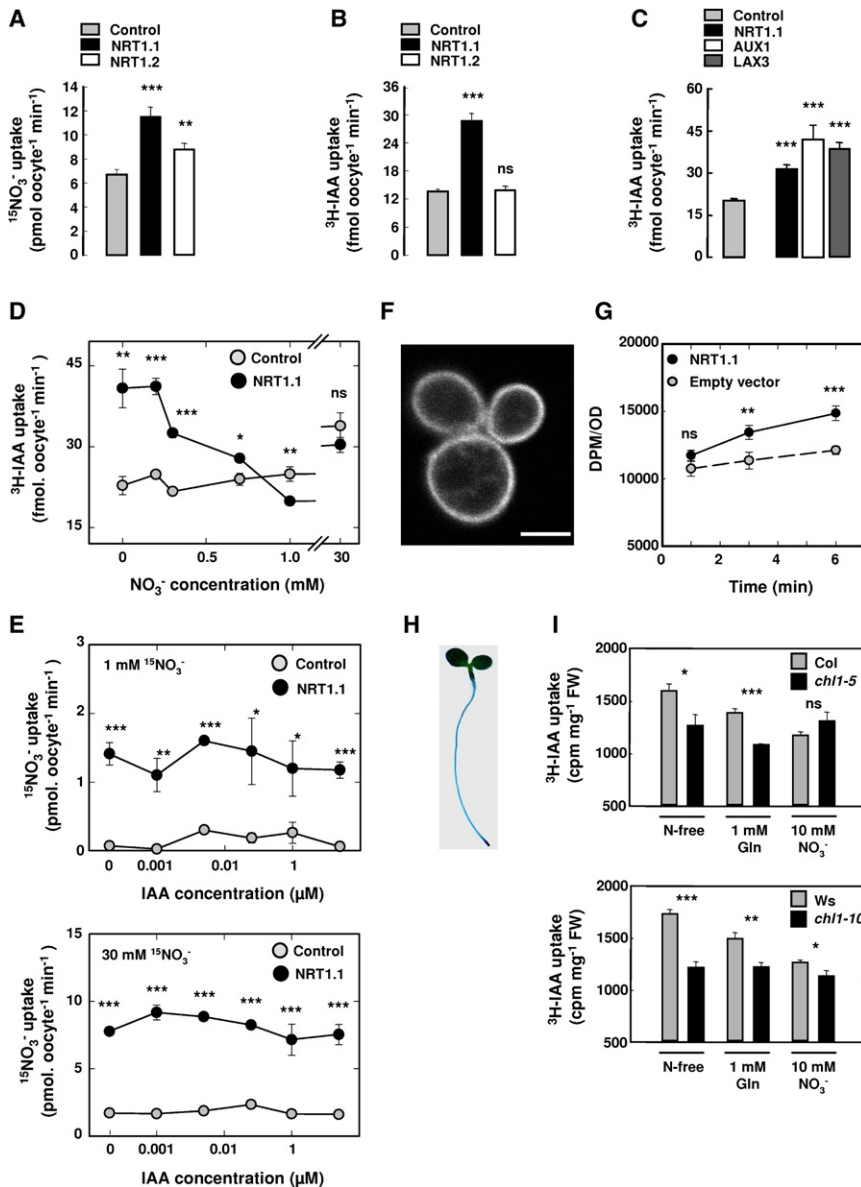 A
Control
NRT1.1
NRT1.2
¹⁵NO₃⁻ uptake
(pmol oocyte⁻¹ min⁻¹)
14
12
10
8
6
4
2
0
***
**
B
Control
NRT1.1
NRT1.2
³H-IAA uptake
(fmol oocyte⁻¹ min⁻¹)
36
30
24
18
12
6
0
***
ns
C
Control
NRT1.1
AUX1
LAX3
³H-IAA uptake
(fmol oocyte⁻¹ min⁻¹)
60
45
30
15
0
***
***
***
D
Control
NRT1.1
³H-IAA uptake
(fmol. oocyte⁻¹ min⁻¹)
45
30
15
** *** *** * ** ns
0 0.5 1.0 30
NO₃⁻ concentration (mM)
F
G
NRT1.1
Empty vector
DPM/OD
20000
15000
10000
5000
ns ** ***
0 2 4 6
Time (min)
E
1 mM ¹⁵NO₃⁻
Control
NRT1.1
¹⁵NO₃⁻ uptake
(pmol. oocyte⁻¹ min⁻¹)
3
2
1
0
*** ** *** * * ***
0 0.001 0.01 1
IAA concentration (µM)
30 mM ¹⁵NO₃⁻
Control
NRT1.1
¹⁵NO₃⁻ uptake
(pmol. oocyte⁻¹ min⁻¹)
15
10
5
0
*** *** *** *** *** ***
0 0.001 0.01 1
IAA concentration (µM)
H
I
Col
chl1-5
³H-IAA uptake
(cpm mg⁻¹ FW)
2000
1500
1000
500
* *** ns
N-free 1 mM 10 mM
Gln NO₃⁻
Ws
chl1-10
³H-IAA uptake
(cpm mg⁻¹ FW)
2000
1500
1000
500
*** ** *
N-free 1 mM 10 mM
Gln NO₃⁻